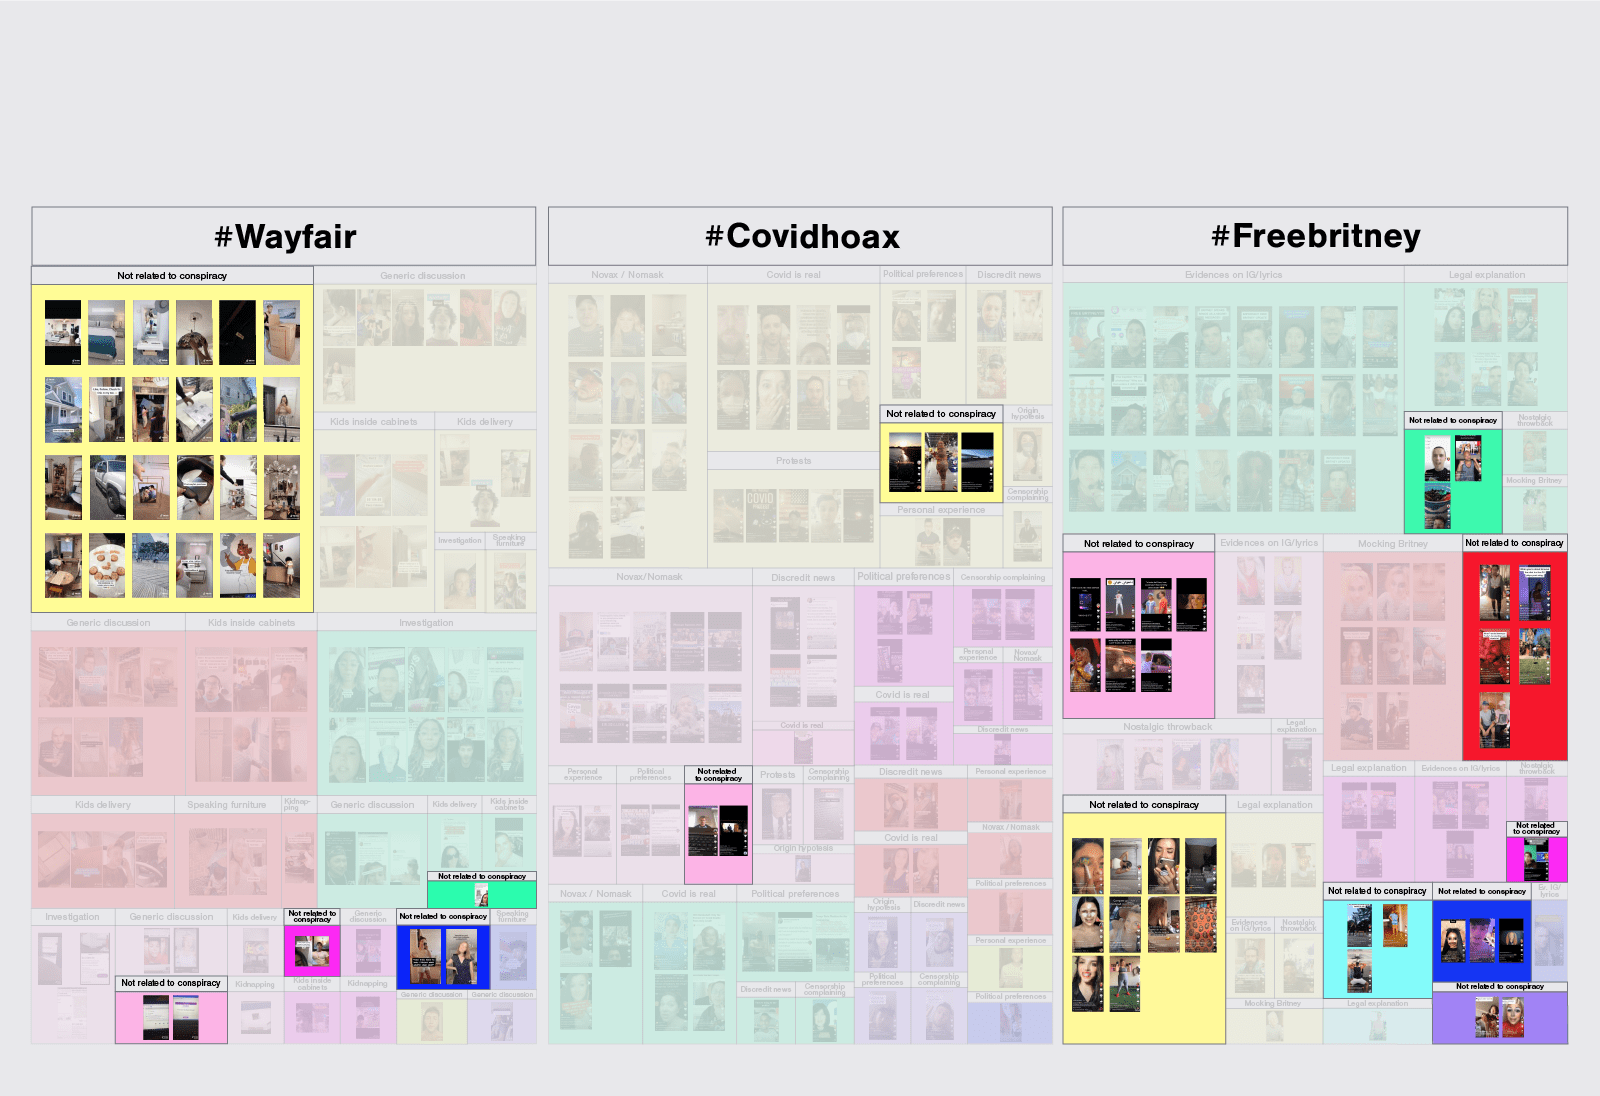 #Wayfair
#Covidhoax
#Freebritney
Not related to conspiracy
Generic discussion
Kids inside cabinets
Kids delivery
Investigation
Speaking
furniture
Generic discussion
Kids inside cabinets
Investigation
Kids delivery
Speaking furniture
Kidnap-
ping
Generic discussion
Kids delivery
Kids inside
cabinets
Not related to conspiracy
Investigation
Generic discussion
Kids delivery
Not related to
conspiracy
Generic
discussion
Not related to conspiracy
Speaking
furniture
Not related to conspiracy
Kidnapping
Kids inside
cabinets
Kidnapping
Generic discussion
Generic discussion
Novax / Nomask
Covid is real
Political preferences
Discredit news
Not related to conspiracy
Origin
hypotesis
Protests
Censorship
complaining
Personal experience
Novax/Nomask
Discredit news
Political preferences
Censorship complaining
Personal
experience
Novax/
Nomask
Covid is real
Covid is real
Discredit news
Personal
experience
Political
preferences
Not related
to conspiracy
Protests
Censorship
complaining
Origin hypotesis
Discredit news
Personal experience
Novax / Nomask
Covid is real
Political preferences
Novax / Nomask
Covid is real
Political preferences
Discredit news
Censorship
complaining
Origin
hypotesis
Discredit news
Personal experience
Political
preferences
Censorship
complaining
Political preferences
Evidences on IG/lyrics
Legal explanation
Not related to conspiracy
Nostalgic
throwback
Mocking Britney
Not related to conspiracy
Evidences on IG/lyrics
Mocking Britney
Not related to conspiracy
Nostalgic throwback
Legal
explanation
Legal explanation
Evidences on IG/lyrics
Nostalgic
throwback
Not related
to conspiracy
Not related to conspiracy
Legal explanation
Evidences
on IG/lyrics
Nostalgic
throwback
Mocking Britney
Not related to conspiracy
Not related to conspiracy
Ev. IG/
lyrics
Legal explanation
Not related to conspiracy